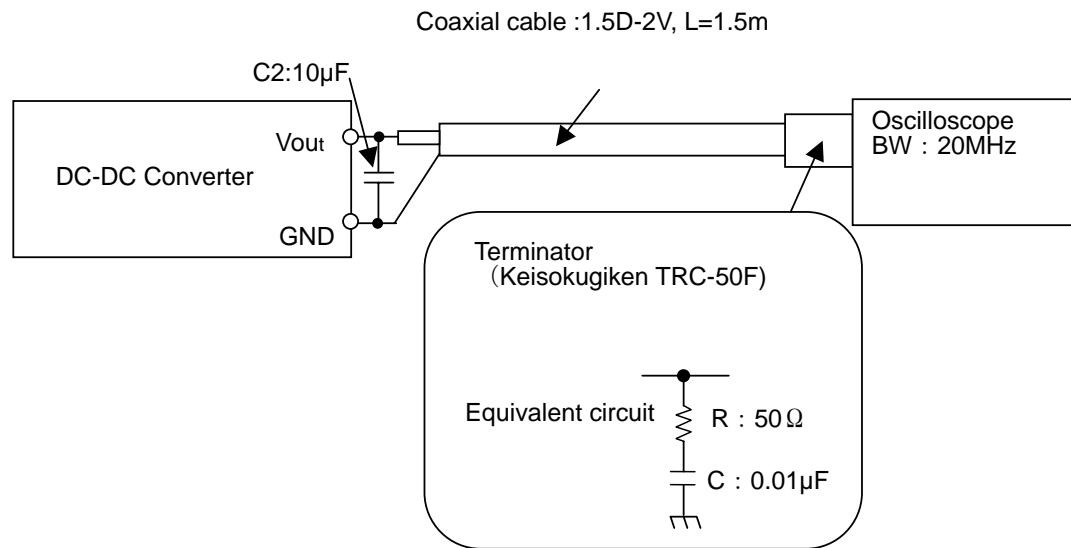 Coaxial cable :1.5D-2V, L=1.5m
C2:10µF
Vout
DC-DC Converter
GND
Oscilloscope
BW：20MHz
Terminator
（Keisokugiken TRC-50F)
Equivalent circuit
R：50Ω
C：0.01µF